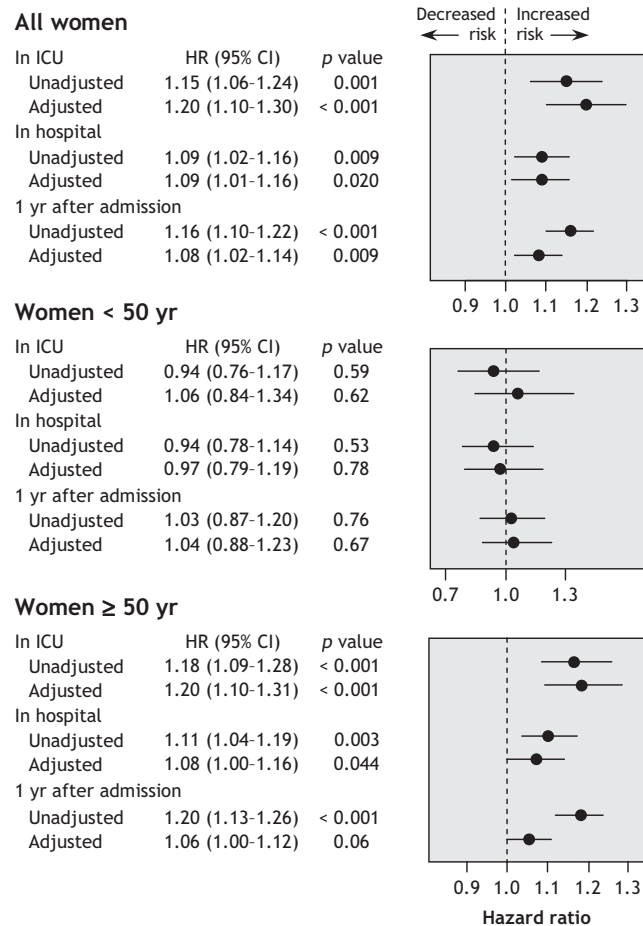 Decreased risk
Increased risk
All women
In ICU HR (95% CI) p value
Unadjusted 1.15 (1.06–1.24) 0.001
Adjusted 1.20 (1.10–1.30) < 0.001
In hospital
Unadjusted 1.09 (1.02–1.16) 0.009
Adjusted 1.09 (1.01–1.16) 0.020
1 yr after admission
Unadjusted 1.16 (1.10–1.22) < 0.001
Adjusted 1.08 (1.02–1.14) 0.009
0.9 1.0 1.1 1.2 1.3
Women < 50 yr
In ICU HR (95% CI) p value
Unadjusted 0.94 (0.76–1.17) 0.59
Adjusted 1.06 (0.84–1.34) 0.62
In hospital
Unadjusted 0.94 (0.78–1.14) 0.53
Adjusted 0.97 (0.79–1.19) 0.78
1 yr after admission
Unadjusted 1.03 (0.87–1.20) 0.76
Adjusted 1.04 (0.88–1.23) 0.67
0.7 1.0 1.3
Women ≥ 50 yr
In ICU HR (95% CI) p value
Unadjusted 1.18 (1.09–1.28) < 0.001
Adjusted 1.20 (1.10–1.31) < 0.001
In hospital
Unadjusted 1.11 (1.04–1.19) 0.003
Adjusted 1.08 (1.00–1.16) 0.044
1 yr after admission
Unadjusted 1.20 (1.13–1.26) < 0.001
Adjusted 1.06 (1.00–1.12) 0.06
0.9 1.0 1.1 1.2 1.3
Hazard ratio